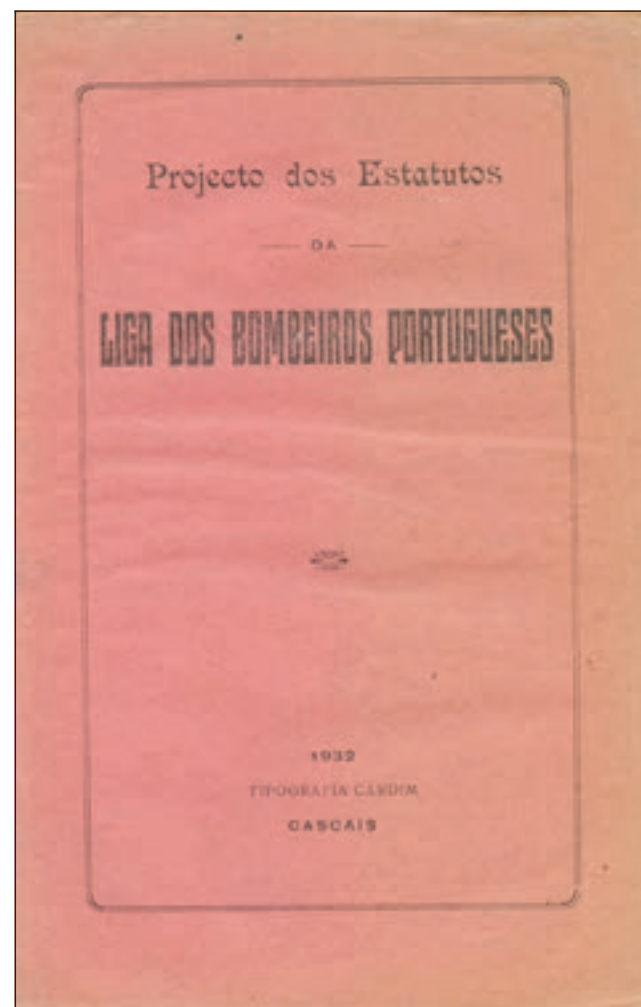 Projecto dos Estatutos
DA
LIGA DOS BOMBEIROS PORTUGUESES
1932
TIPOGRAFIA CARDIM
CASCAIS